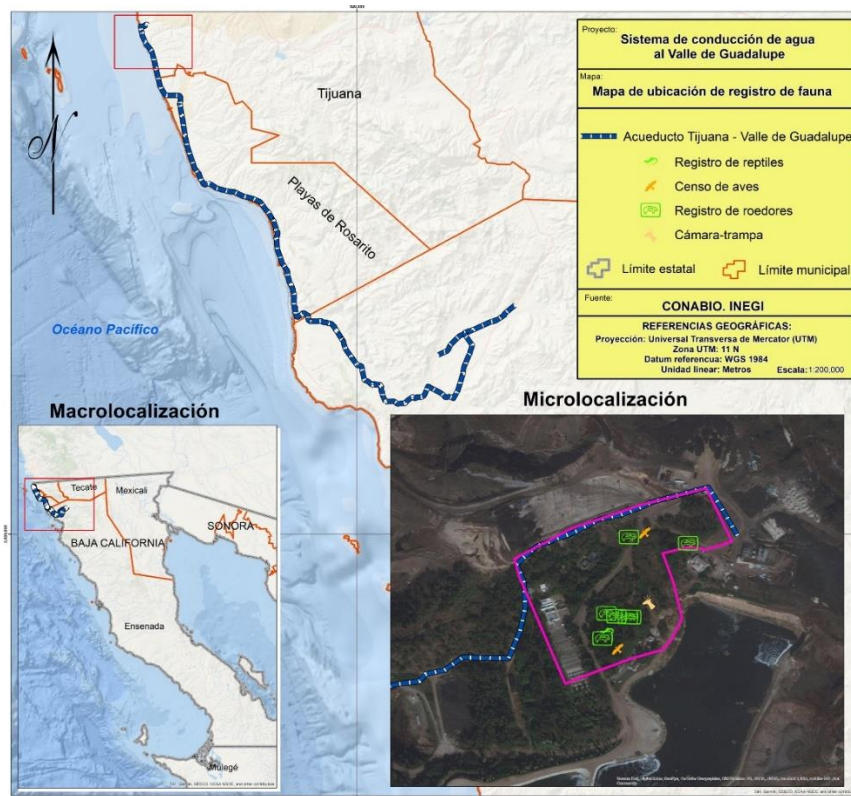 Proyecto:
Sistema de conducción de agua
al Valle de Guadalupe
Mapa:
Mapa de ubicación de registro de fauna
Acueducto Tijuana - Valle de Guadalupe
Registro de reptiles
Censo de aves
Registro de roedores
Cámara-trampa
Límite estatal
Límite municipal
Fuente:
CONABIO. INEGI
REFERENCIAS GEOGRÁFICAS:
Proyección: Universal Transversa de Mercator (UTM)
Zona UTM: 11 N
Datum referencua: WGS 1984
Unidad linear: Metros Escala:1:200,000
N
Tijuana
Playas de Rosarito
Océano Pacífico
Macrolocalización
Tecate
Mexicali
SONORA
BAJA CALIFORNIA
Ensenada
Mulegé
Microlocalización